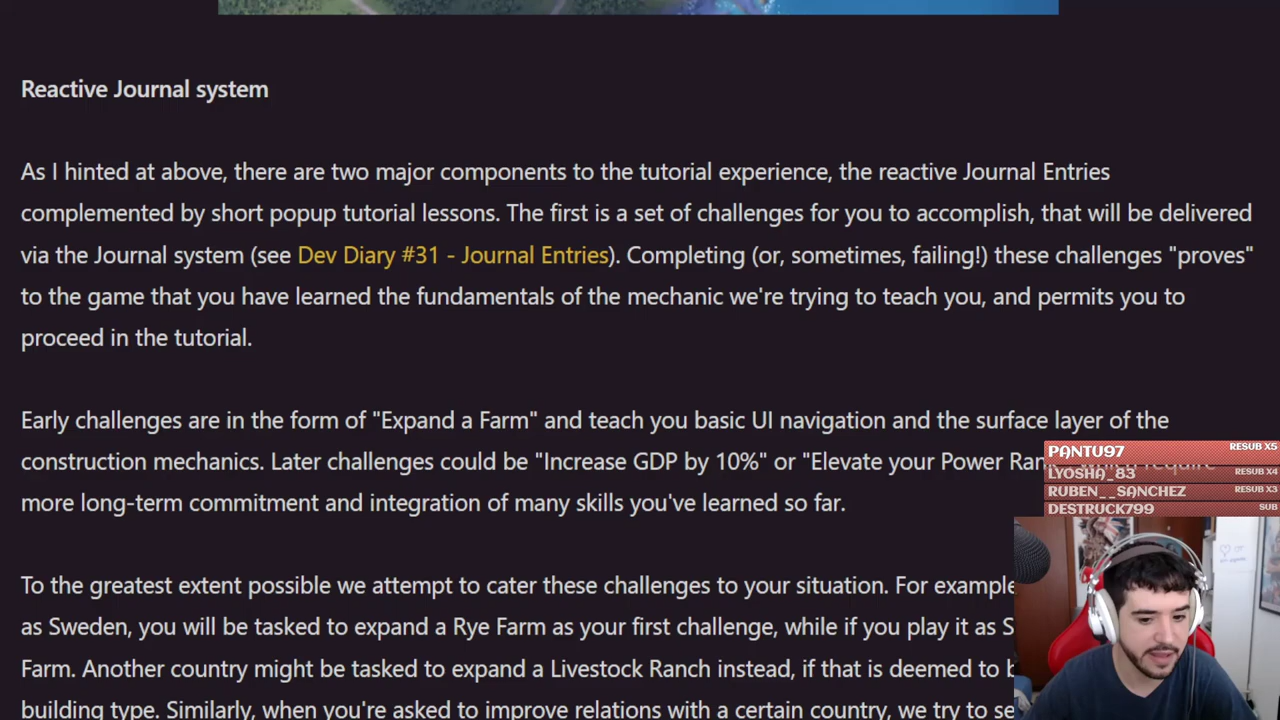 Reactive Journal system
As I hinted at above, there are two major components to the tutorial experience, the reactive Journal Entries
complemented by short popup tutorial lessons. The first is a set of challenges for you to accomplish, that will be delivered
via the Journal system (see Dev Diary #31 - Journal Entries). Completing (or, sometimes, failing!) these challenges "proves"
to the game that you have learned the fundamentals of the mechanic we're trying to teach you, and permits you to
proceed in the tutorial.
Early challenges are in the form of "Expand a Farm" and teach you basic UI navigation and the surface layer of the
construction mechanics. Later challenges could be "Increase GDP by 10%" or "Elevate your Power
more long-term commitment and integration of many skills you've learned so far.
To the greatest extent possible we attempt to cater these challenges to your situation. For example
as Sweden, you will be tasked to expand a Rye Farm as your first challenge, while if you play it as
Farm. Another country might be tasked to expand a Livestock Ranch instead, if that is deemed to
building type. Similarly, when you're asked to improve relations with a certain country, we try to
PANTU97 RESUB X5
LYOSHA_83 RESUB X4
RUBEN__SANCHEZ RESUB X3
DESTRUCK799 SUB